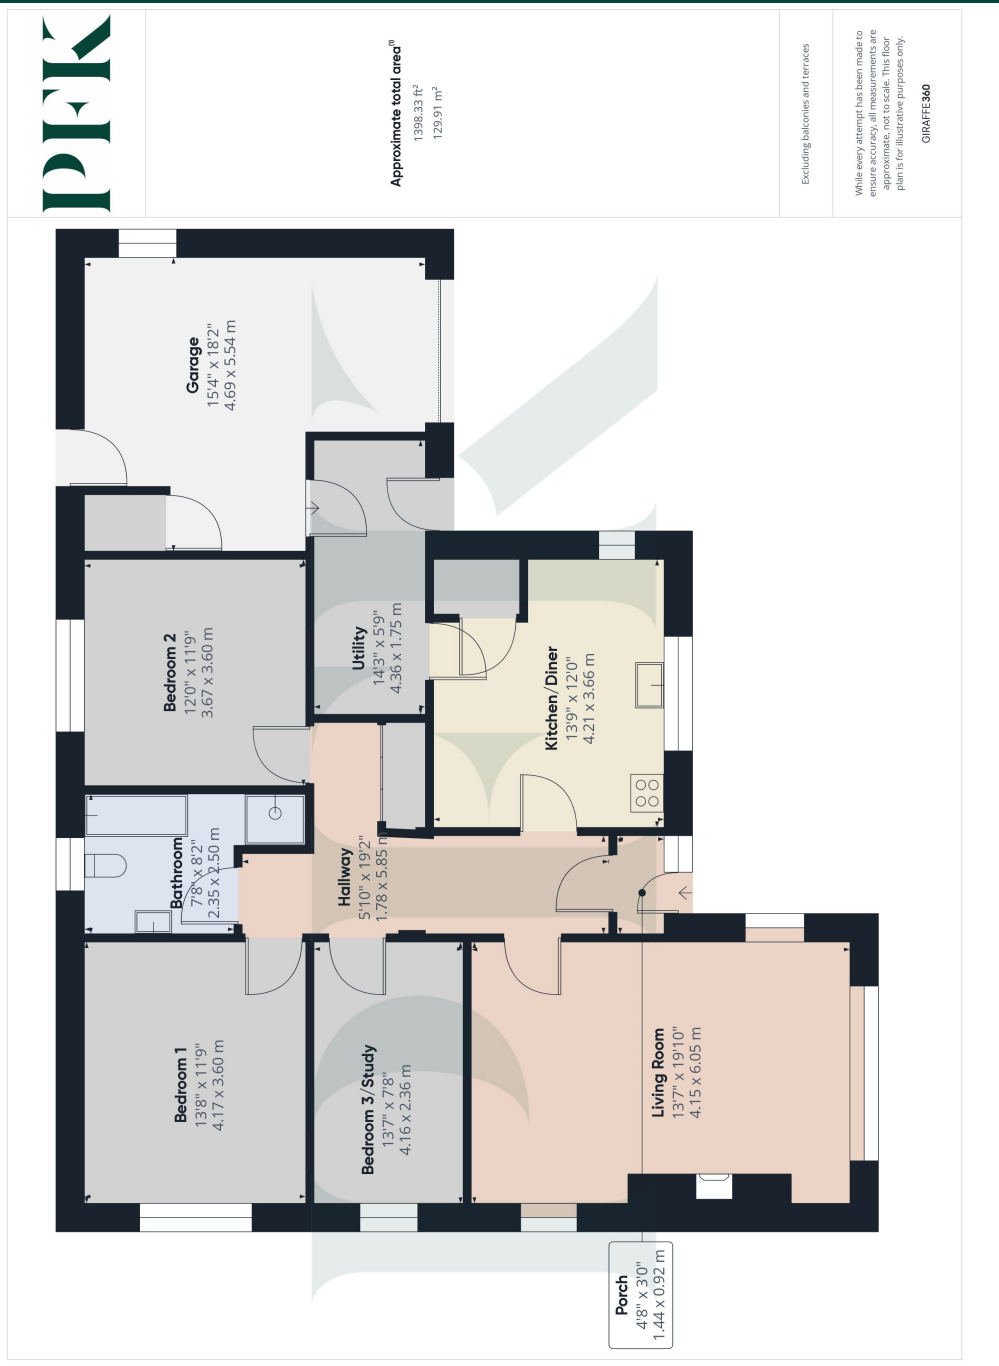 PFK
Approximate total area⁽¹⁾
1398.33 ft²
129.91 m²
Excluding balconies and terraces
While every attempt has been made to
ensure accuracy, all measurements are
approximate, not to scale. This floor
plan is for illustrative purposes only.
GIRAFFE360
Garage
15'4" x 18'2"
4.69 x 5.54 m
Bedroom 2
12'0" x 11'9"
3.67 x 3.60 m
Utility
14'3" x 5'9"
4.36 x 1.75 m
Kitchen/Diner
13'9" x 12'0"
4.21 x 3.66 m
Bathroom
7'8" x 8'2"
2.35 x 2.50 m
Hallway
5'10" x 19'2"
1.78 x 5.85 m
Bedroom 1
13'8" x 11'9"
4.17 x 3.60 m
Bedroom 3/Study
13'7" x 7'8"
4.16 x 2.36 m
Living Room
13'7" x 19'10"
4.15 x 6.05 m
Porch
4'8" x 3'0"
1.44 x 0.92 m